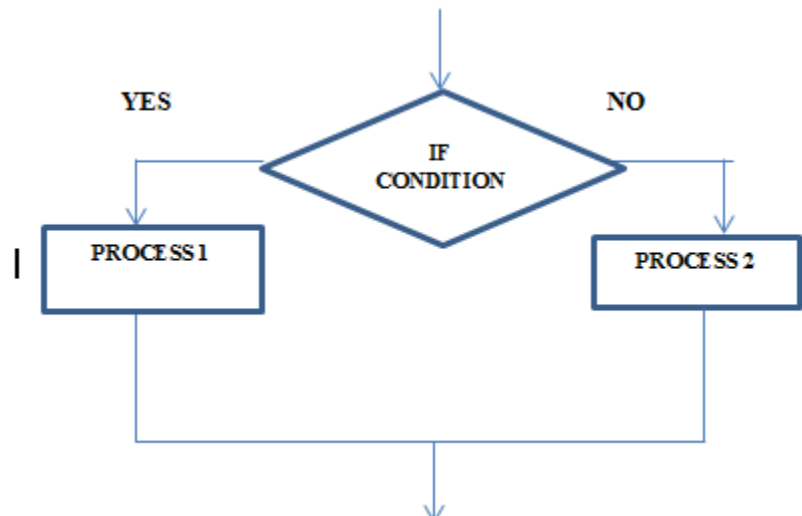 YES
NO
IF
CONDITION
PROCESS 1
PROCESS 2